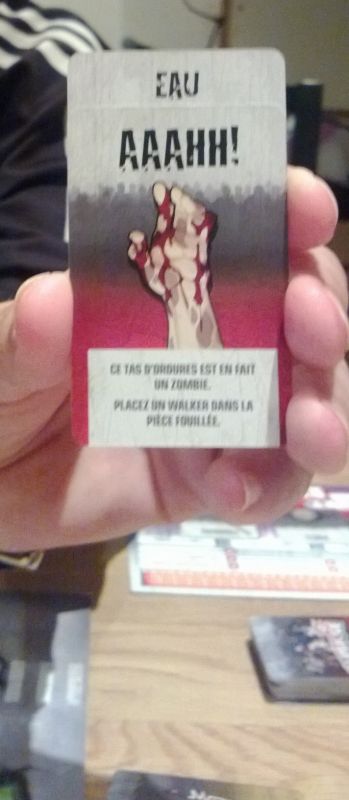 EAU
AAAHH!
CE TAS D'ORDURES EST EN FAIT
UN ZOMBIE.
PLACEZ UN WALKER DANS LA
PIÈCE FOUILLÉE.